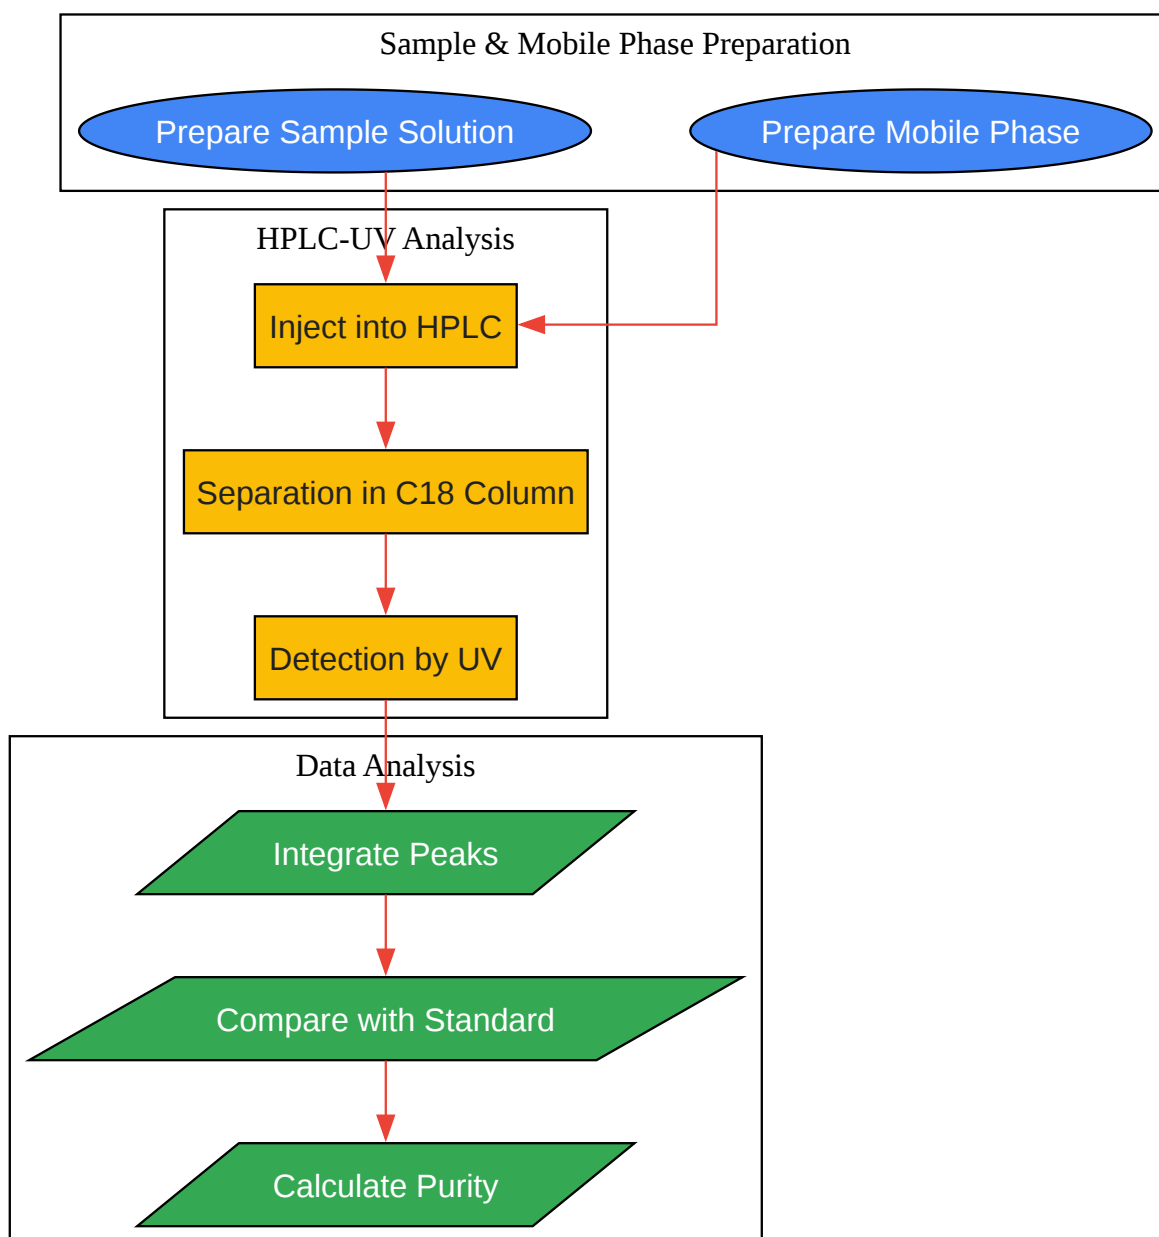 Sample & Mobile Phase Preparation
Prepare Sample Solution
Prepare Mobile Phase
HPLC-UV Analysis
Inject into HPLC
Separation in C18 Column
Detection by UV
Data Analysis
Integrate Peaks
Compare with Standard
Calculate Purity